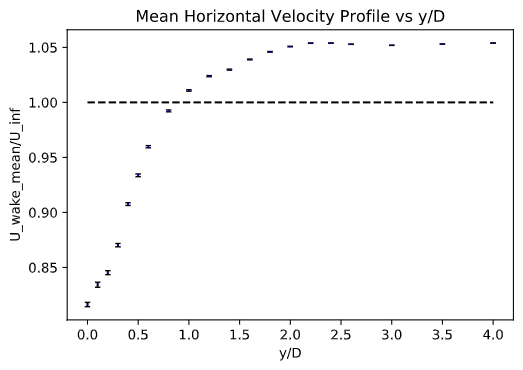 Mean Horizontal Velocity Profile vs y/D
U_wake_mean/U_inf
1.05
1.00
0.95
0.90
0.85
0.0 0.5 1.0 1.5 2.0 2.5 3.0 3.5 4.0
y/D